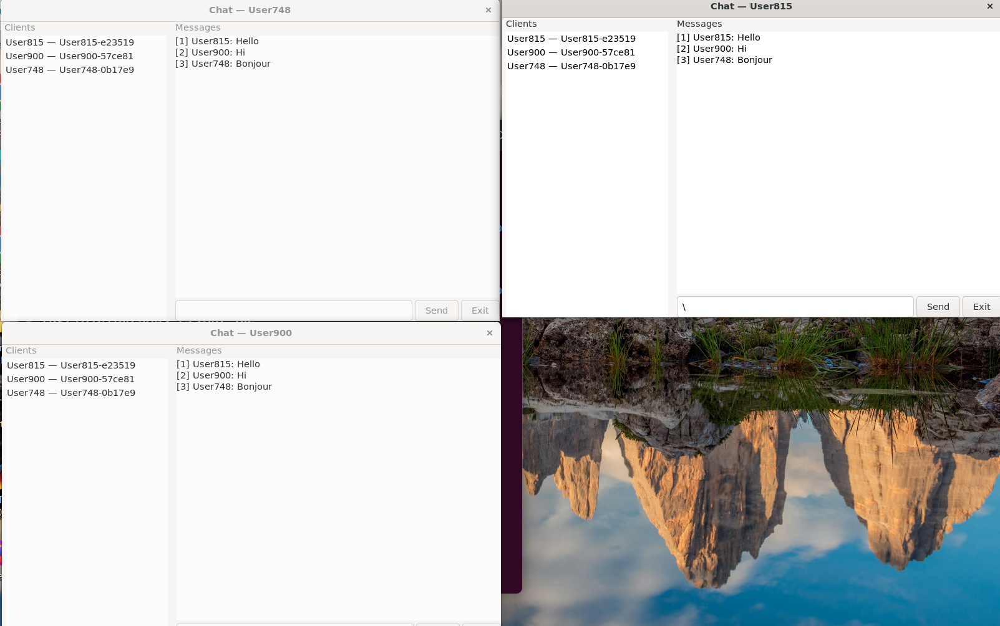 Chat — User748
×
Clients
Messages
User815 — User815-e23519
User900 — User900-57ce81
User748 — User748-0b17e9
[1] User815: Hello
[2] User900: Hi
[3] User748: Bonjour
Send
Exit
Chat — User815
×
Clients
Messages
User815 — User815-e23519
User900 — User900-57ce81
User748 — User748-0b17e9
[1] User815: Hello
[2] User900: Hi
[3] User748: Bonjour
\
Send
Exit
Chat — User900
×
Clients
Messages
User815 — User815-e23519
User900 — User900-57ce81
User748 — User748-0b17e9
[1] User815: Hello
[2] User900: Hi
[3] User748: Bonjour